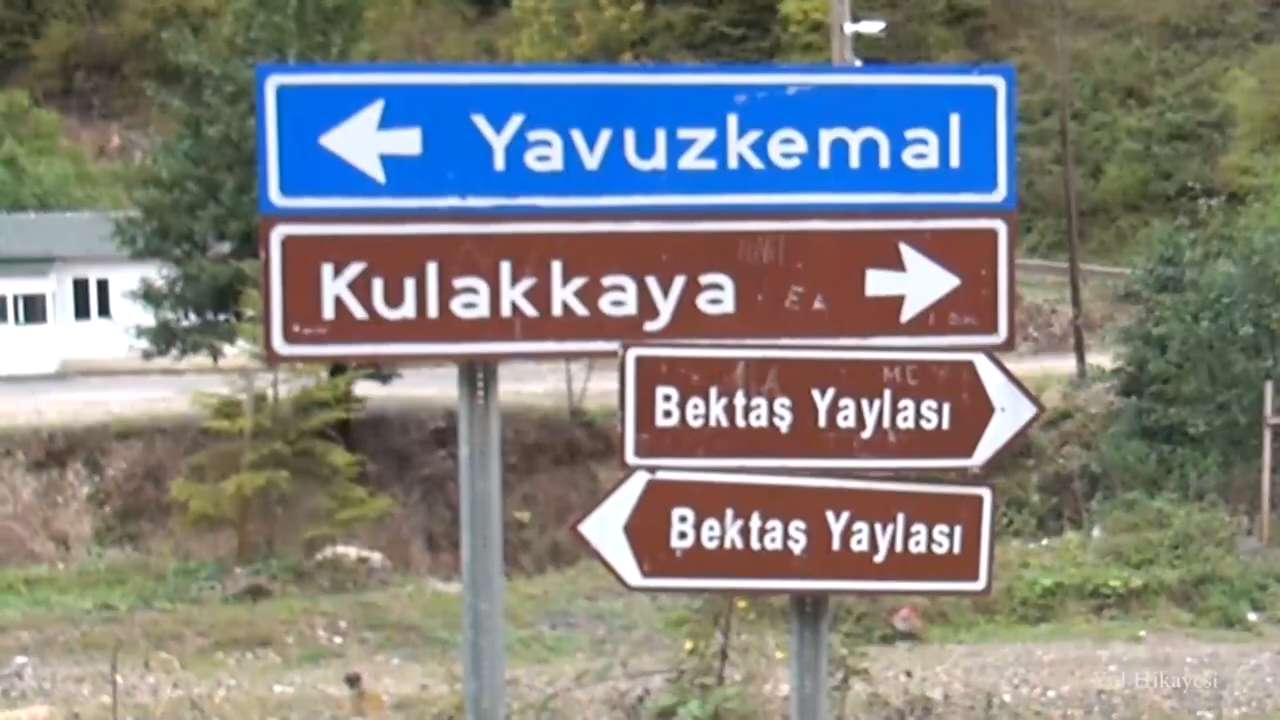 Yavuzkemal
Kulakkaya
Bektaş Yaylası
Bektaş Yaylası
Yol Hikayesi